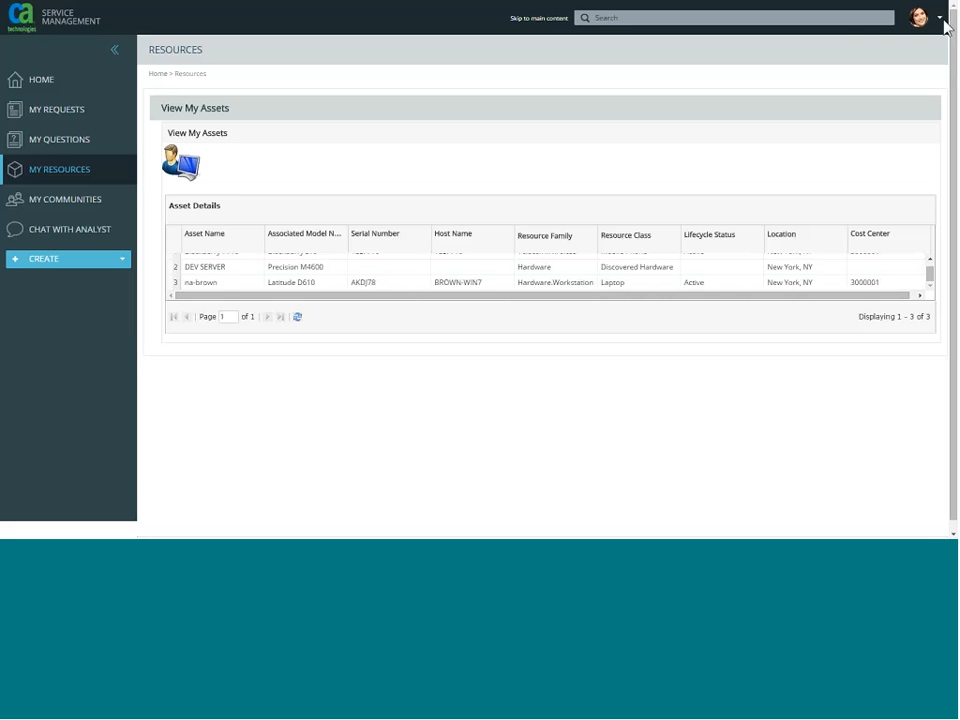 ca
technologies
SERVICE
MANAGEMENT
Skip to main content
Search
RESOURCES
Home > Resources
HOME
MY REQUESTS
MY QUESTIONS
MY RESOURCES
MY COMMUNITIES
CHAT WITH ANALYST
+ CREATE
View My Assets
View My Assets
Asset Details
Asset Name Associated Model N... Serial Number Host Name Resource Family Resource Class Lifecycle Status Location Cost Center
2 DEV SERVER Precision M4600 Hardware Discovered Hardware New York, NY
3 na-brown Latitude D610 AKDJ78 BROWN-WIN7 Hardware.Workstation Laptop Active New York, NY 3000001
Page 1 of 1 Displaying 1 - 3 of 3